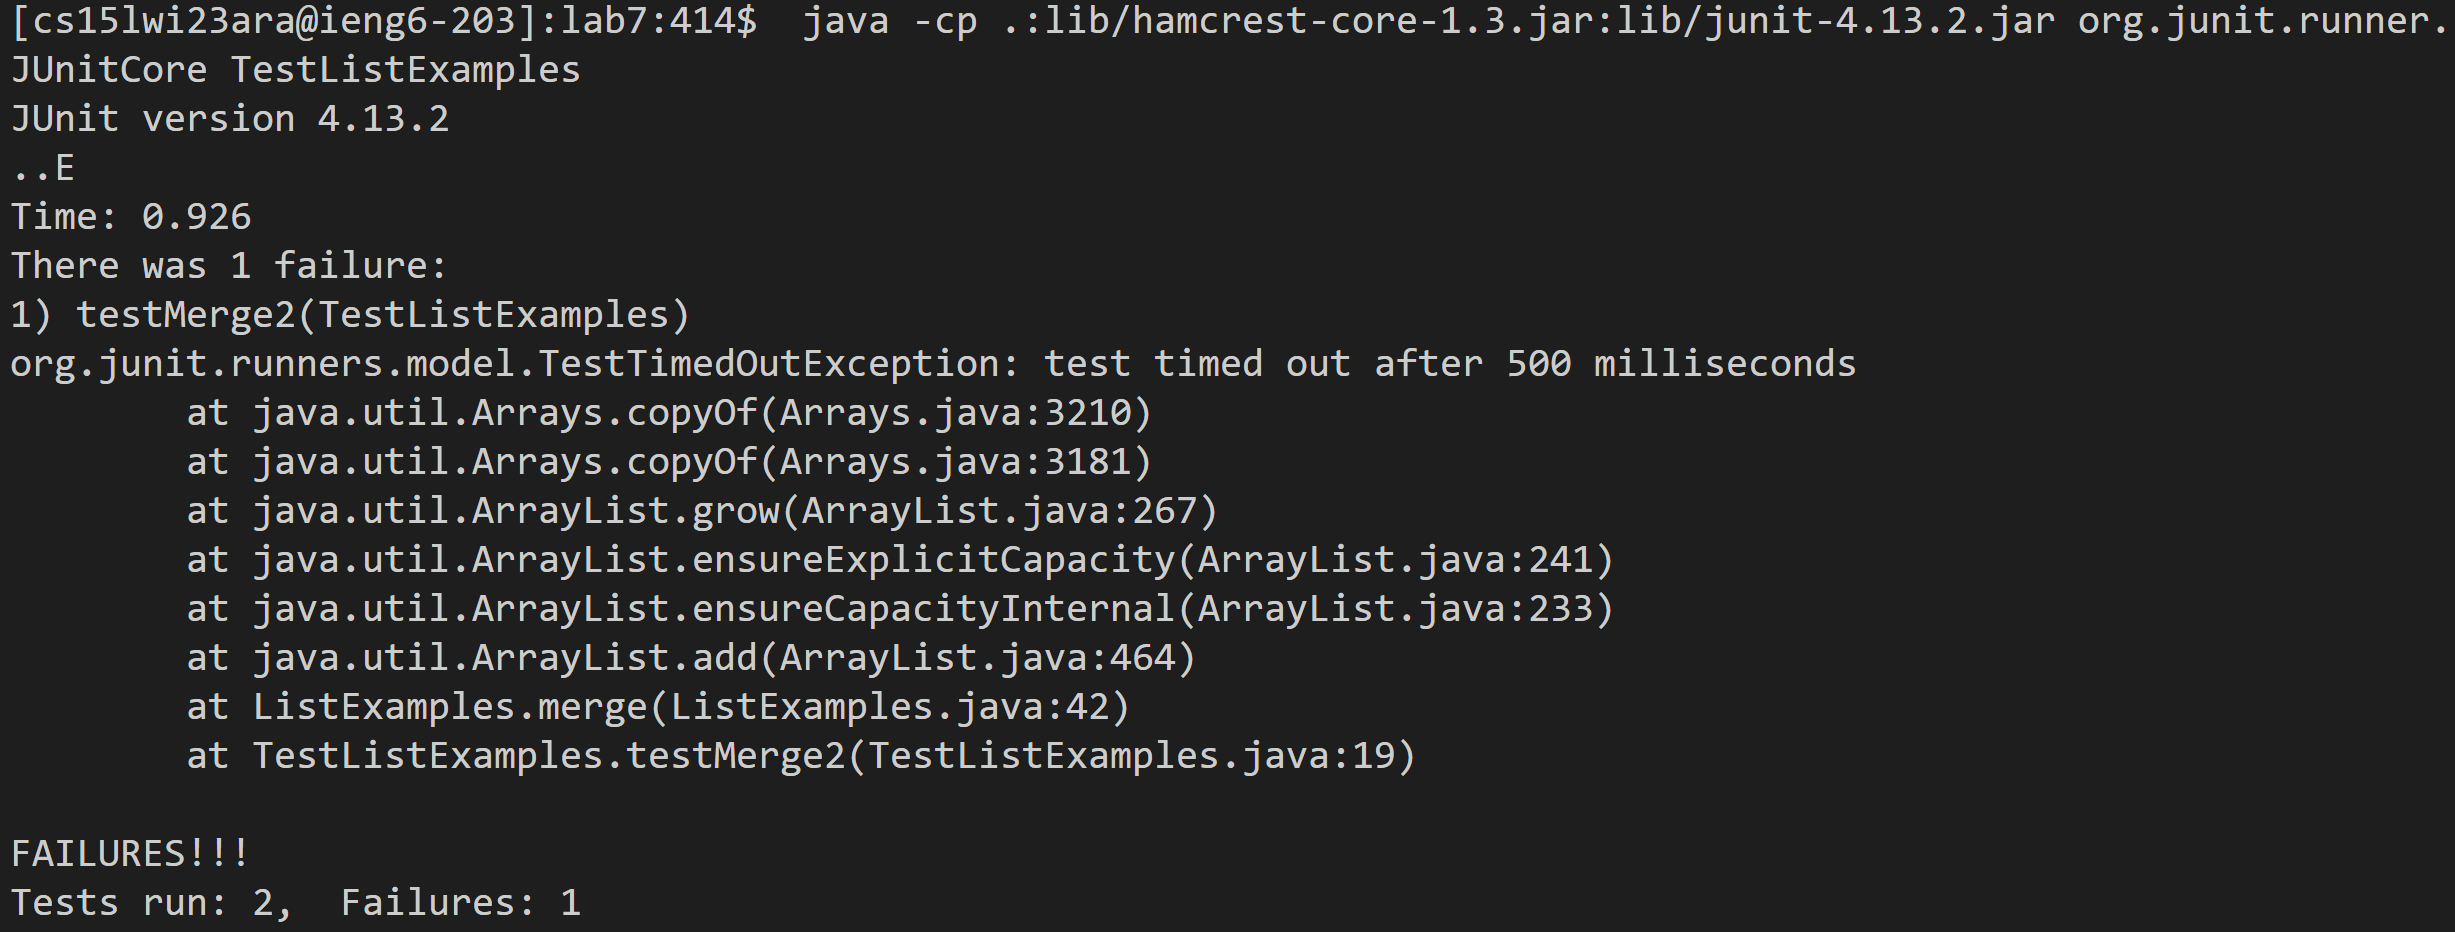 [cs15lwi23ara@ieng6-203]:lab7:414$  java -cp .:lib/hamcrest-core-1.3.jar:lib/junit-4.13.2.jar org.junit.runner.
JUnitCore TestListExamples
JUnit version 4.13.2
..E
Time: 0.926
There was 1 failure:
1) testMerge2(TestListExamples)
org.junit.runners.model.TestTimedOutException: test timed out after 500 milliseconds
        at java.util.Arrays.copyOf(Arrays.java:3210)
        at java.util.Arrays.copyOf(Arrays.java:3181)
        at java.util.ArrayList.grow(ArrayList.java:267)
        at java.util.ArrayList.ensureExplicitCapacity(ArrayList.java:241)
        at java.util.ArrayList.ensureCapacityInternal(ArrayList.java:233)
        at java.util.ArrayList.add(ArrayList.java:464)
        at ListExamples.merge(ListExamples.java:42)
        at TestListExamples.testMerge2(TestListExamples.java:19)

FAILURES!!!
Tests run: 2,  Failures: 1